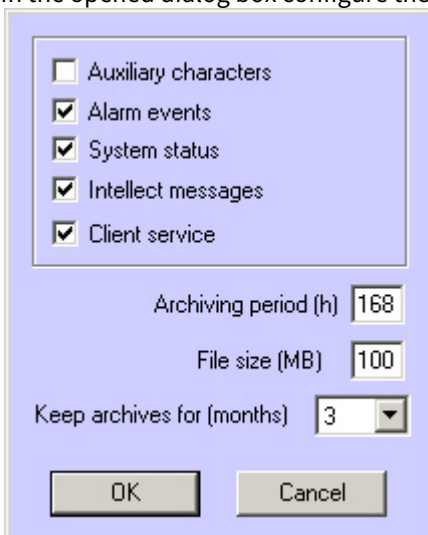 in the opened dialog box configure the
Auxiliary characters
Alarm events
System status
Intellect messages
Client service
Archiving period (h) 168
File size (MB) 100
Keep archives for (months) 3
OK Cancel